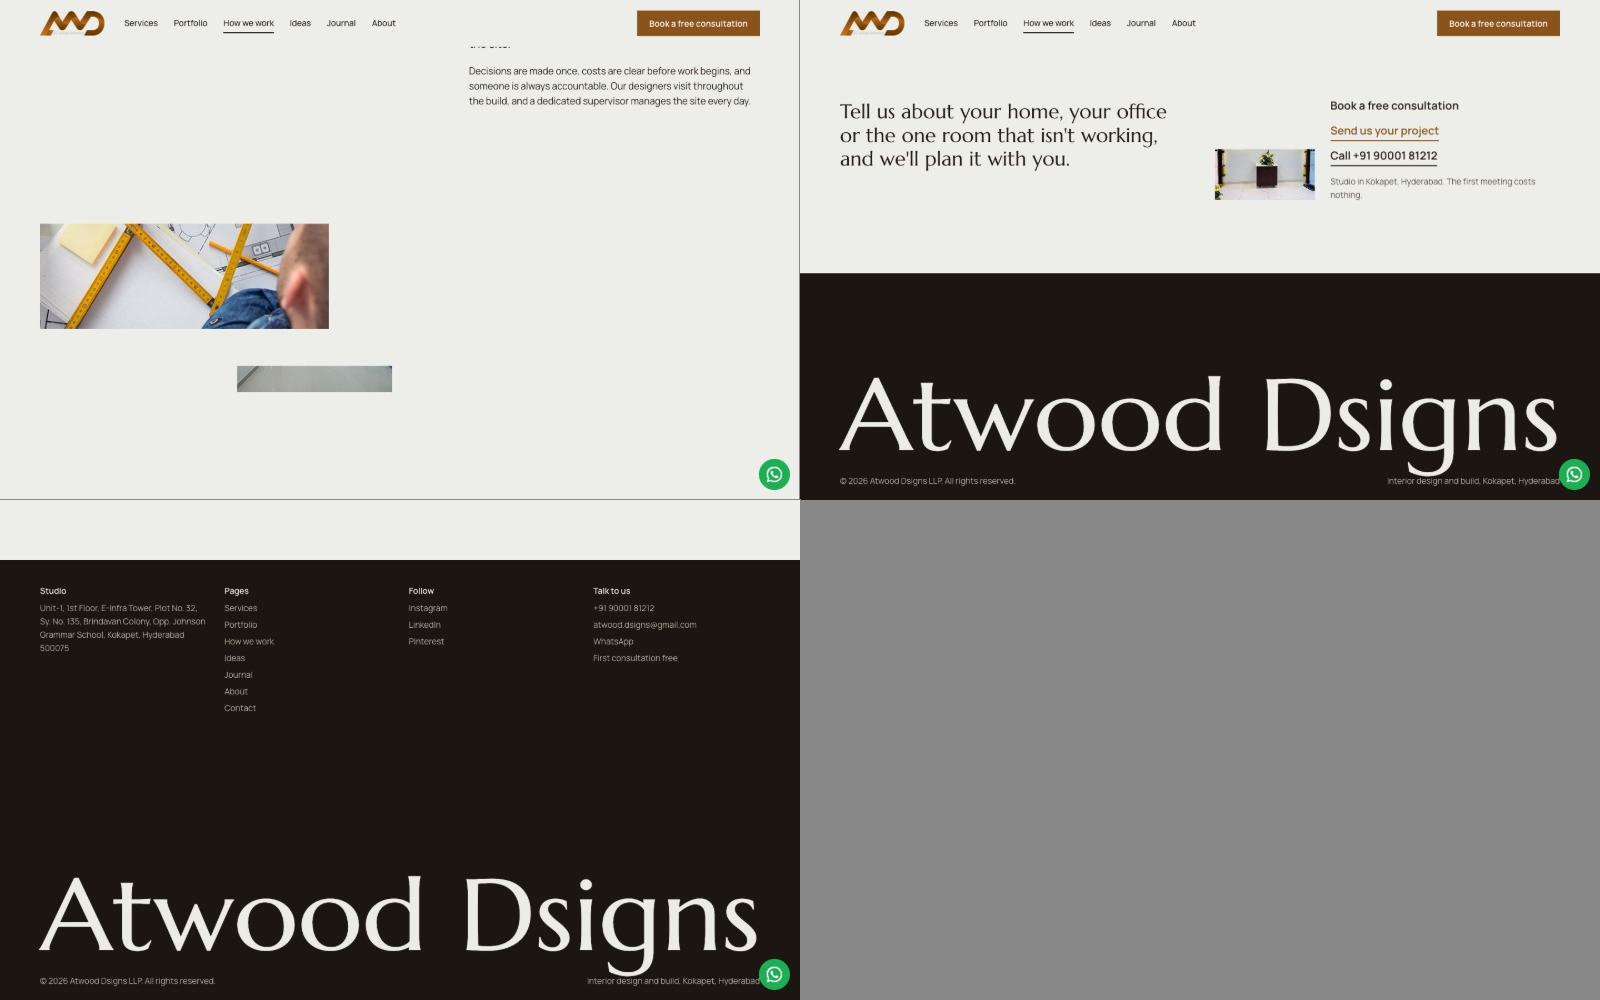 Services Portfolio How we work Ideas Journal About
Book a free consultation
Decisions are made once, costs are clear before work begins, and
someone is always accountable. Our designers visit throughout
the build, and a dedicated supervisor manages the site every day.
Services Portfolio How we work Ideas Journal About
Book a free consultation
Tell us about your home, your office
or the one room that isn't working,
and we'll plan it with you.
Book a free consultation
Send us your project
Call +91 90001 81212
Studio in Kokapet, Hyderabad. The first meeting costs
nothing.
Atwood Dsigns
© 2026 Atwood Dsigns LLP. All rights reserved.
Interior design and build, Kokapet, Hyderabad
Studio
Unit-1, 1st Floor, E-Infra Tower, Plot No. 32,
Sy. No. 135, Brindavan Colony, Opp. Johnson
Grammar School, Kokapet, Hyderabad
500075
Pages
Services
Portfolio
How we work
Ideas
Journal
About
Contact
Follow
Instagram
LinkedIn
Pinterest
Talk to us
+91 90001 81212
atwood.dsigns@gmail.com
WhatsApp
First consultation free
Atwood Dsigns
© 2026 Atwood Dsigns LLP. All rights reserved.
Interior design and build, Kokapet, Hyderabad